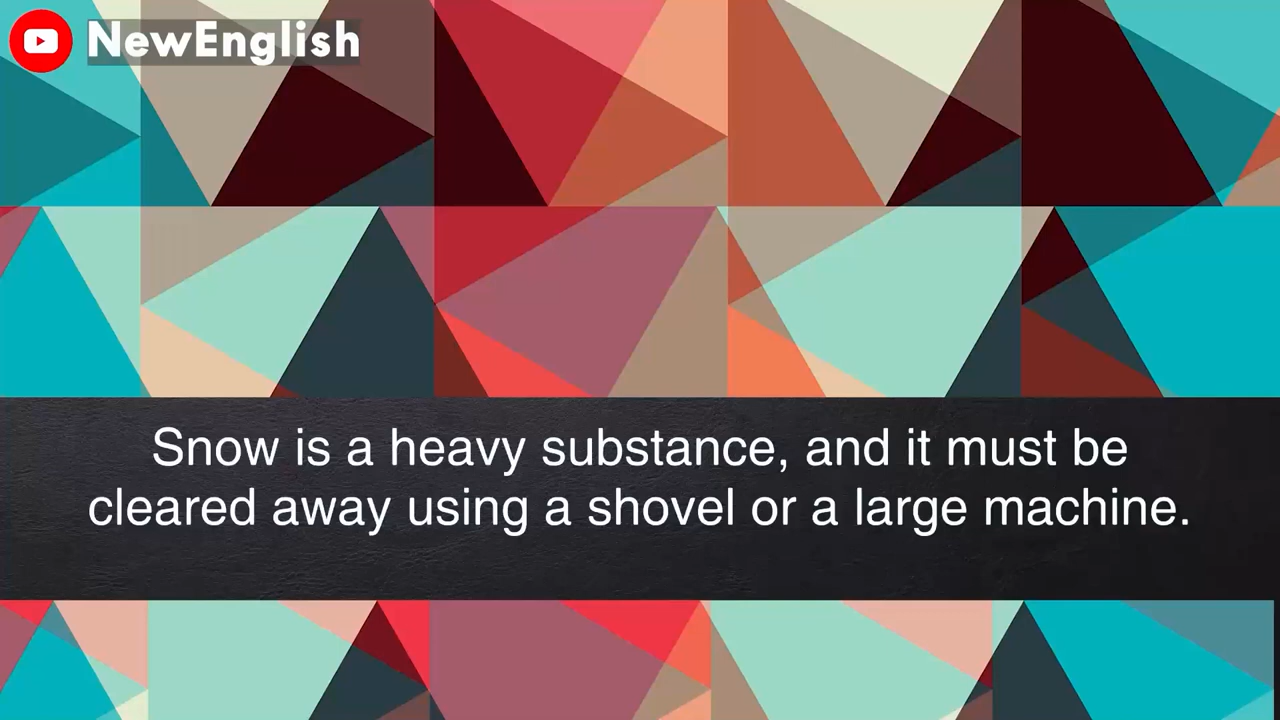 NewEnglish
Snow is a heavy substance, and it must be
cleared away using a shovel or a large machine.